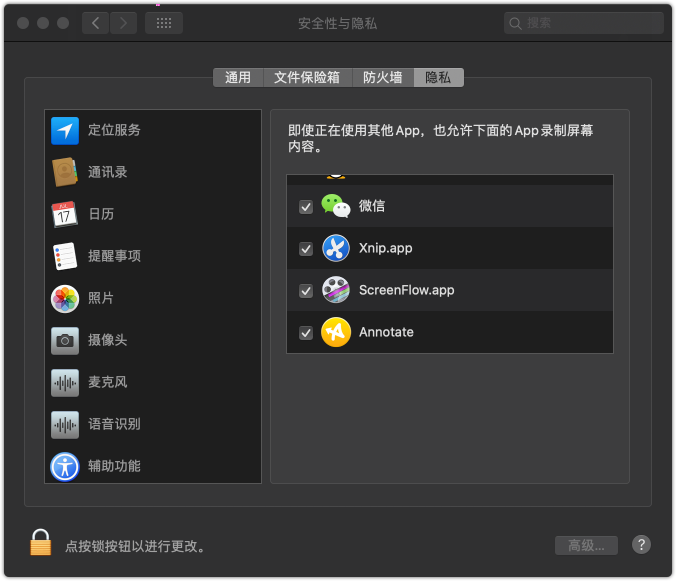 安全性与隐私
搜索
通用
文件保险箱
防火墙
隐私
定位服务
通讯录
JUL
17
日历
提醒事项
照片
摄像头
麦克风
语音识别
辅助功能
即使正在使用其他App，也允许下面的App录制屏幕
内容。
微信
Xnip.app
ScreenFlow.app
Annotate
点按锁按钮以进行更改。
高级...
?